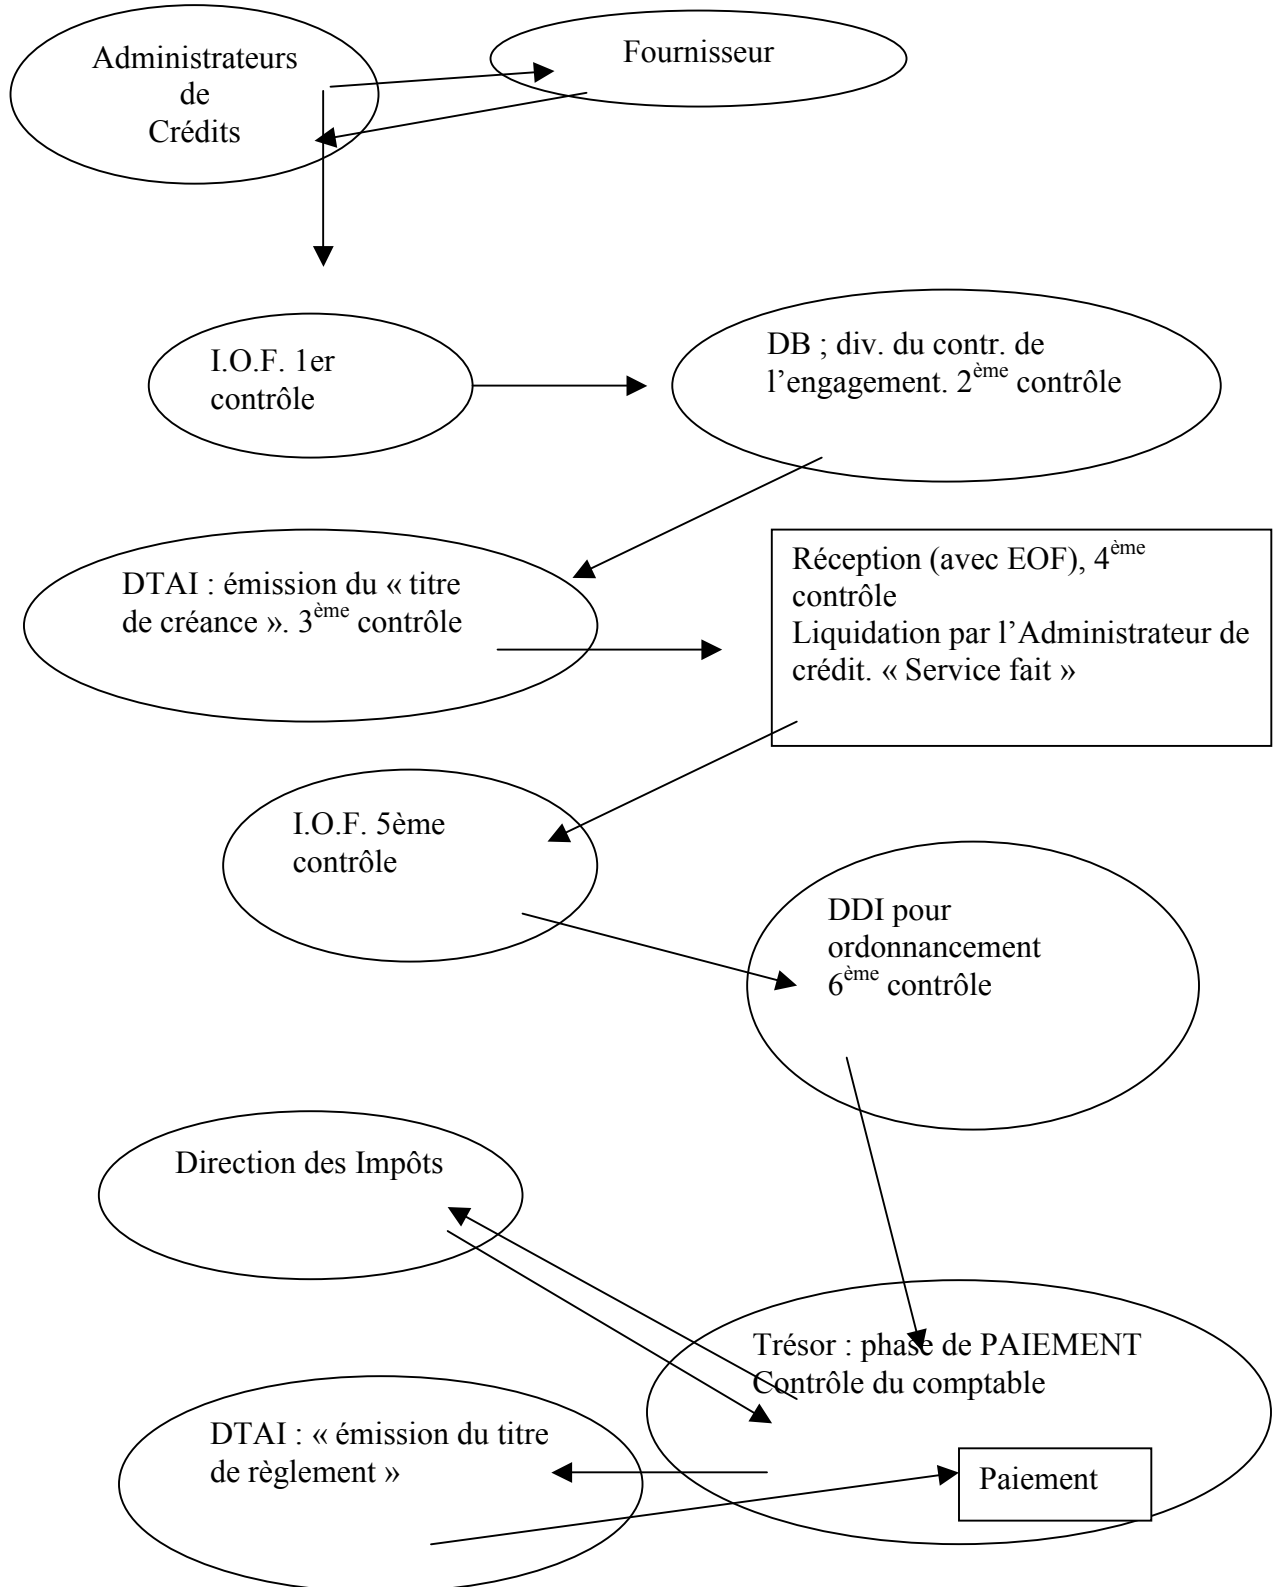 Administrateurs
de
Crédits
Fournisseur
I.O.F. 1er
contrôle
DB ; div. du contr. de
l’engagement. 2ème contrôle
DTAI : émission du « titre
de créance ». 3ème contrôle
Réception (avec EOF), 4ème
contrôle
Liquidation par l’Administrateur de
crédit. « Service fait »
I.O.F. 5ème
contrôle
DDI pour
ordonnancement
6ème contrôle
Direction des Impôts
Trésor : phase de PAIEMENT
Contrôle du comptable
DTAI : « émission du titre
de règlement »
Paiement